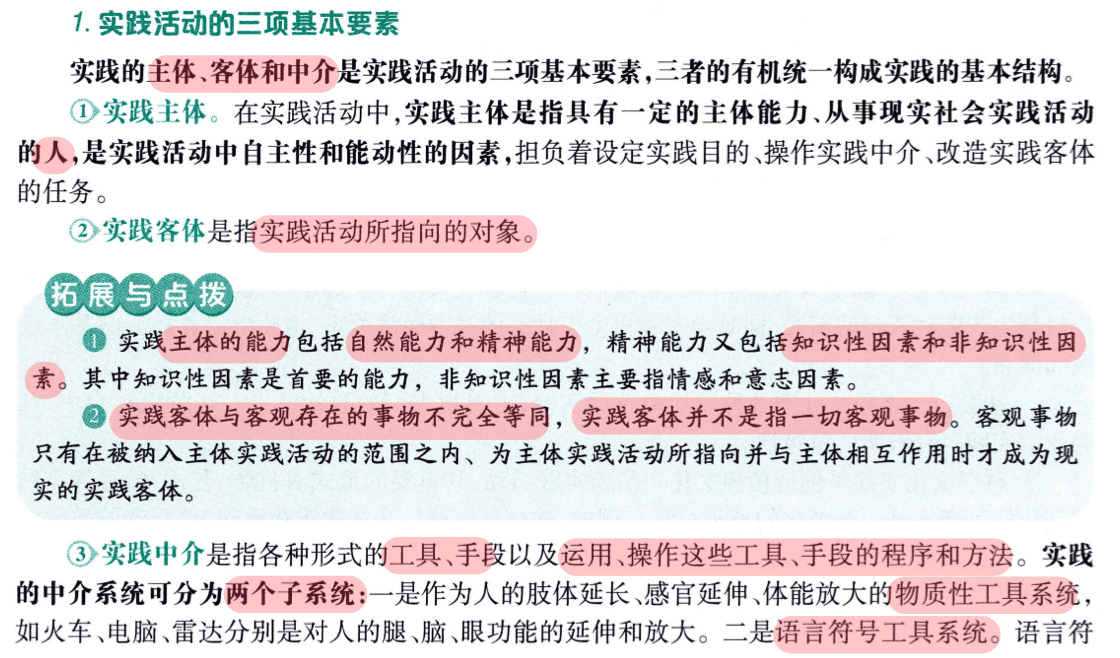 1. 实践活动的三项基本要素
实践的主体、客体和中介是实践活动的三项基本要素,三者的有机统一构成实践的基本结构。
①实践主体。在实践活动中,实践主体是指具有一定的主体能力、从事现实社会实践活动
的人,是实践活动中自主性和能动性的因素,担负着设定实践目的、操作实践中介、改造实践客体
的任务。
②实践客体是指实践活动所指向的对象。
拓展与点拨
❶ 实践主体的能力包括自然能力和精神能力，精神能力又包括知识性因素和非知识性因
素。其中知识性因素是首要的能力，非知识性因素主要指情感和意志因素。
❷ 实践客体与客观存在的事物不完全等同，实践客体并不是指一切客观事物。客观事物
只有在被纳入主体实践活动的范围之内、为主体实践活动所指向并与主体相互作用时才成为现
实的实践客体。
③实践中介是指各种形式的工具、手段以及运用、操作这些工具、手段的程序和方法。实践
的中介系统可分为两个子系统:一是作为人的肢体延长、感官延伸、体能放大的物质性工具系统,
如火车、电脑、雷达分别是对人的腿、脑、眼功能的延伸和放大。二是语言符号工具系统。语言符